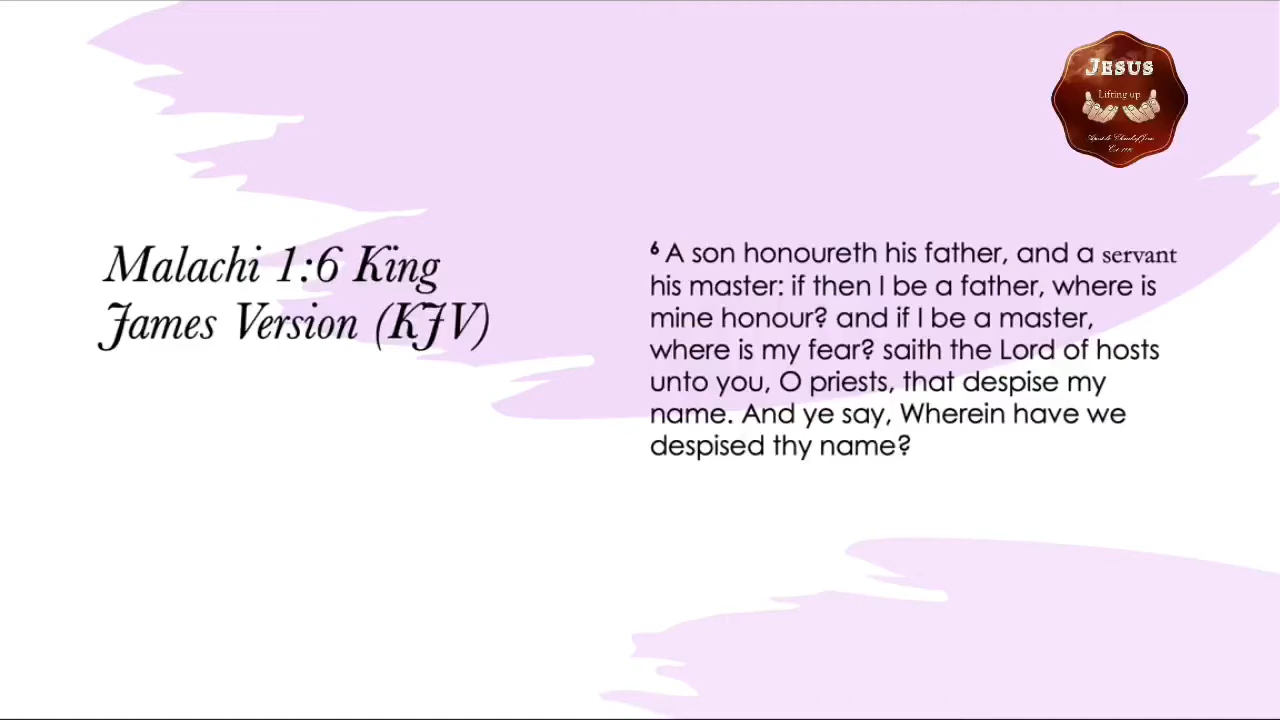 JESUS
Lifting up
Malachi 1:6 King
James Version (KJV)
6 A son honoureth his father, and a servant
his master: if then I be a father, where is
mine honour? and if I be a master,
where is my fear? saith the Lord of hosts
unto you, O priests, that despise my
name. And ye say, Wherein have we
despised thy name?